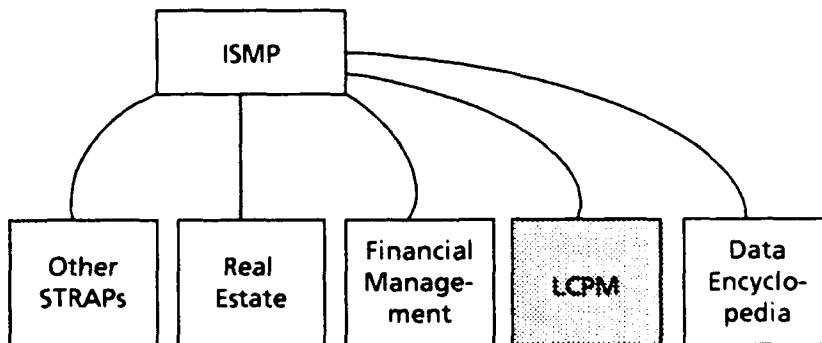 ISMP
Other
STRAPs
Real
Estate
Financial
Manage-
ment
LCPM
Data
Encyclo-
pedia